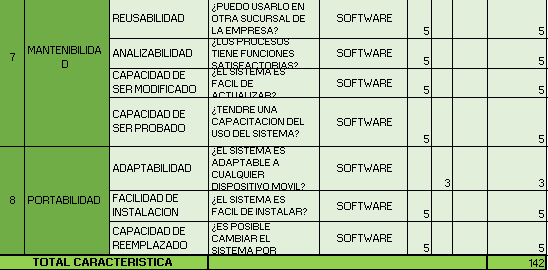 REUSABILIDAD
¿PUEDO USARLO EN
OTRA SUCURSAL DE
LA EMPRESA?
SOFTWARE
5
5
7
MANTENIBILIDA
D
ANALIZABILIDAD
¿LOS PROCESOS
TIENE FUNCIONES
SATISFACTORIAS?
SOFTWARE
5
5
CAPACIDAD DE
SER MODIFICADO
¿EL SISTEMA ES
FACIL DE
ACTUALIZAR?
SOFTWARE
5
5
CAPACIDAD DE
SER PROBADO
¿TENDRE UNA
CAPACITACION DEL
USO DEL SISTEMA?
SOFTWARE
5
5
8
PORTABILIDAD
ADAPTABILIDAD
¿EL SISTEMA ES
ADAPTABLE A
CUALQUIER
DISPOSITIVO MOVIL?
SOFTWARE
3
3
FACILIDAD DE
INSTALACION
¿EL SISTEMA ES
FACIL DE INSTALAR?
SOFTWARE
5
5
CAPACIDAD DE
REEMPLAZADO
¿ES POSIBLE
CAMBIAR EL
SISTEMA POR
SOFTWARE
5
5
TOTAL CARACTERISTICA
142